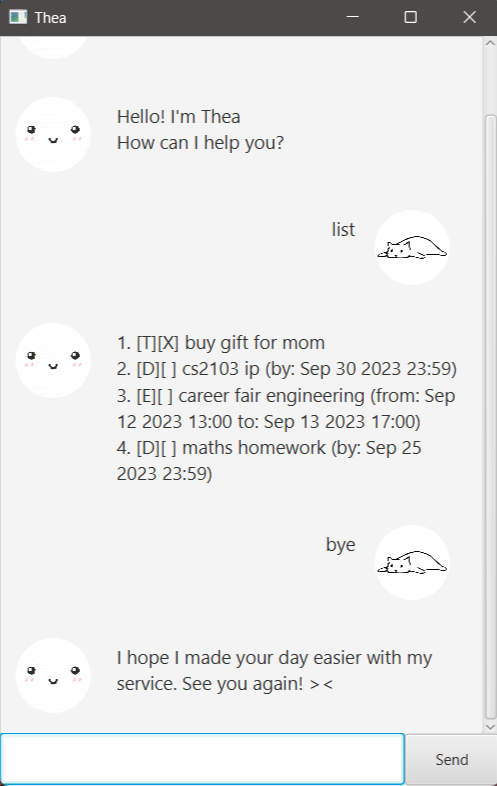 Thea
Hello! I'm Thea
How can I help you?
list
1. [T][X] buy gift for mom
2. [D][ ] cs2103 ip (by: Sep 30 2023 23:59)
3. [E][ ] career fair engineering (from: Sep
12 2023 13:00 to: Sep 13 2023 17:00)
4. [D][ ] maths homework (by: Sep 25
2023 23:59)
bye
I hope I made your day easier with my
service. See you again! ><
Send